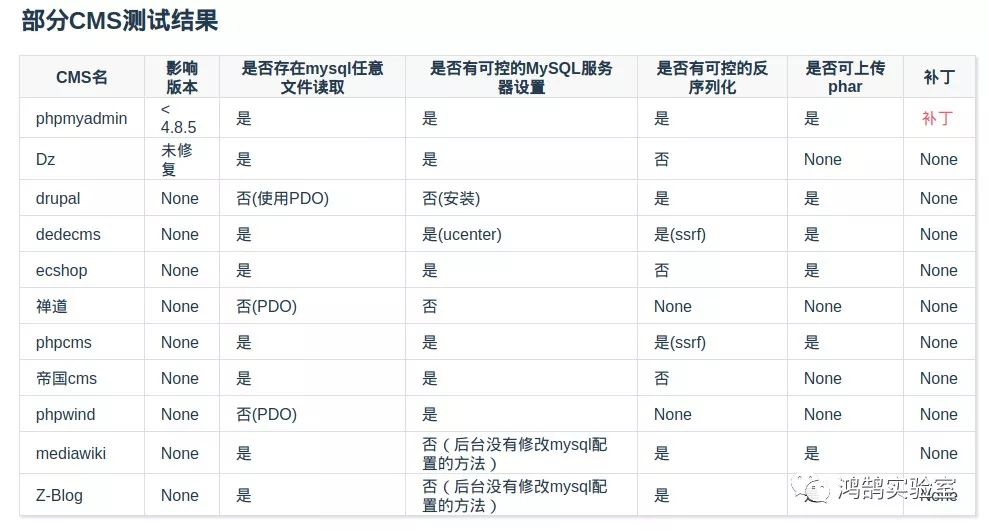 部分CMS测试结果
CMS名 影响版本 是否存在mysql任意文件读取 是否有可控的MySQL服务器设置 是否有可控的反序列化 是否可上传phar 补丁
phpmyadmin < 4.8.5 是 是 是 是 补丁
Dz 未修复 是 是 否 None None
drupal None 否(使用PDO) 否(安装) 是 是 None
dedecms None 是 是(ucenter) 是(ssrf) 是 None
ecshop None 是 是 否 是 None
禅道 None 否(PDO) 否 None None None
phpcms None 是 是 是(ssrf) 是 None
帝国cms None 是 是 否 None None
phpwind None 否(PDO) 是 None None None
mediawiki None 是 否（后台没有修改mysql配置的方法） 是 是 None
Z-Blog None 是 否（后台没有修改mysql配置的方法） 是 是 None
鸿鹄实验室